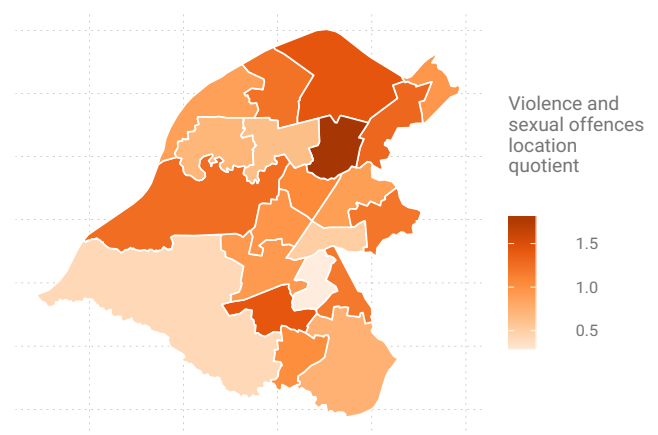 Violence and
sexual offences
location
quotient
1.5
1.0
0.5